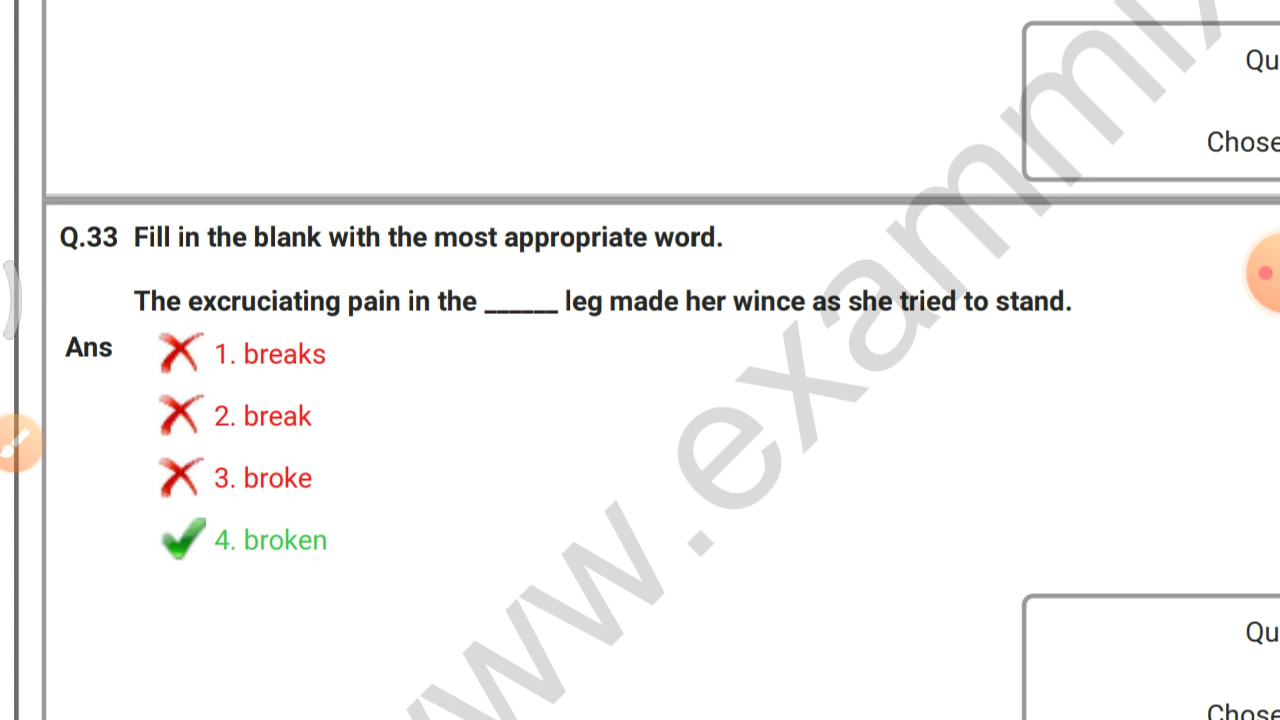 Qu
Chose
Q.33 Fill in the blank with the most appropriate word.
The excruciating pain in the ______ leg made her wince as she tried to stand.
Ans
1. breaks
2. break
3. broke
4. broken
Qu
Chose